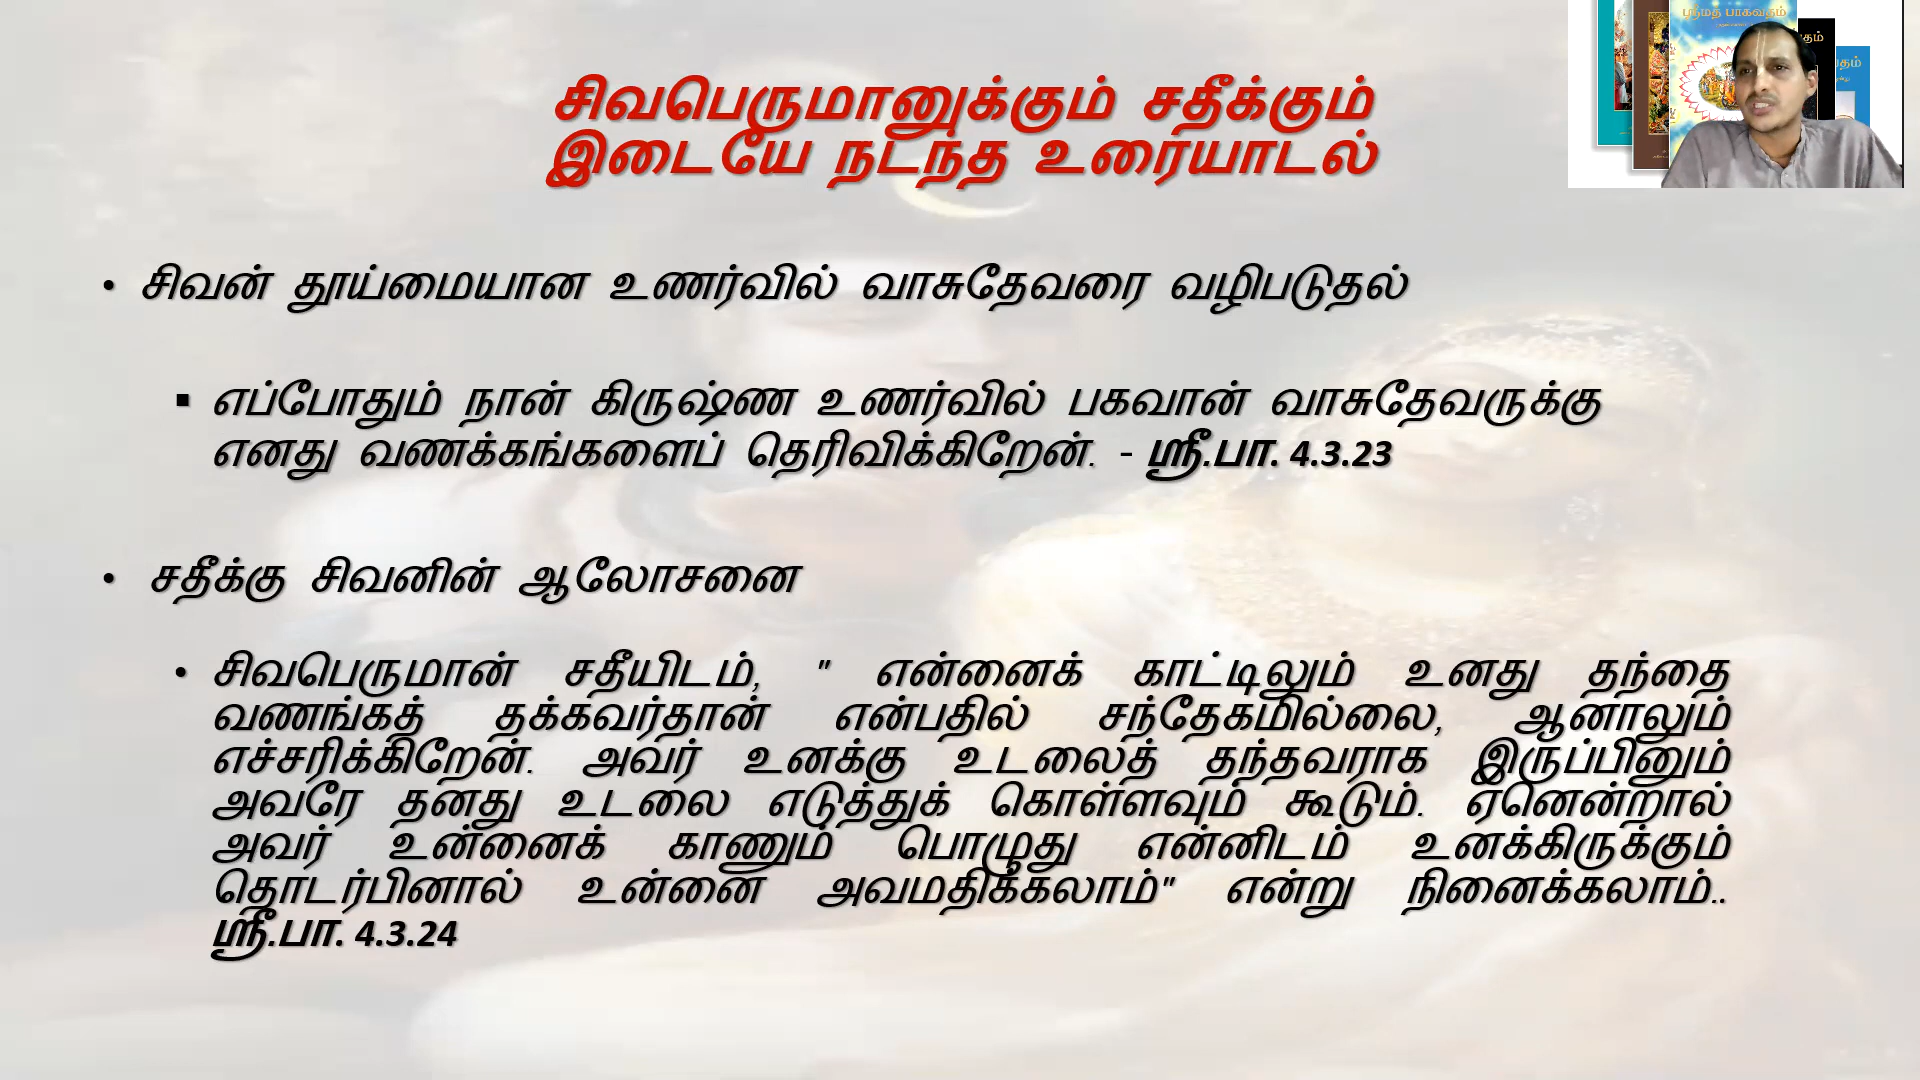 ஸ்ரீமத் பாகவதம்
சிவபெருமானுக்கும் சதீக்கும்
இடையே நடந்த உரையாடல்
• சிவன் தூய்மையான உணர்வில் வாசுதேவரை வழிபடுதல்
▪ எப்போதும் நான் கிருஷ்ண உணர்வில் பகவான் வாசுதேவருக்கு
எனது வணக்கங்களைப் தெரிவிக்கிறேன். - ஸ்ரீ.பா. 4.3.23
• சதீக்கு சிவனின் ஆலோசனை
• சிவபெருமான் சதீயிடம், " என்னைக் காட்டிலும் உனது தந்தை
வணங்கத் தக்கவர்தான் என்பதில் சந்தேகமில்லை, ஆனாலும்
எச்சரிக்கிறேன். அவர் உனக்கு உடலைத் தந்தவராக இருப்பினும்
அவரே தனது உடலை எடுத்துக் கொள்ளவும் கூடும். ஏனென்றால்
அவர் உன்னைக் காணும் பொழுது என்னிடம் உனக்கிருக்கும்
தொடர்பினால் உன்னை அவமதிக்கலாம்" என்று நினைக்கலாம்..
ஸ்ரீ.பா. 4.3.24